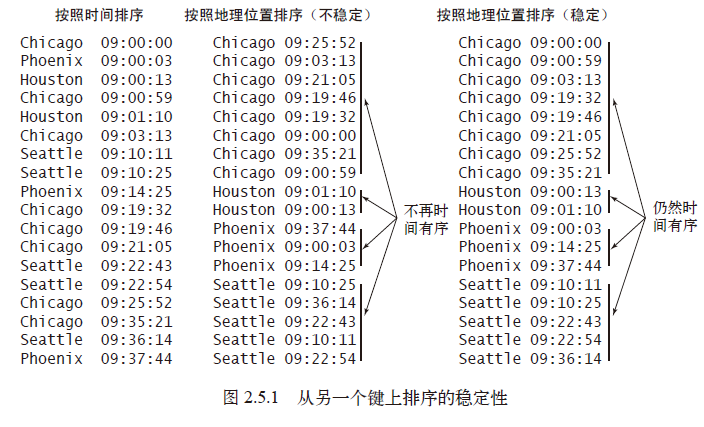 按照时间排序 按照地理位置排序（不稳定） 按照地理位置排序（稳定）
Chicago 09:00:00 Chicago 09:25:52 Chicago 09:00:00
Phoenix 09:00:03 Chicago 09:03:13 Chicago 09:00:59
Houston 09:00:13 Chicago 09:21:05 Chicago 09:03:13
Chicago 09:00:59 Chicago 09:19:46 Chicago 09:19:32
Houston 09:01:10 Chicago 09:19:32 Chicago 09:19:46
Chicago 09:03:13 Chicago 09:00:00 Chicago 09:21:05
Seattle 09:10:11 Chicago 09:35:21 Chicago 09:25:52
Seattle 09:10:25 Chicago 09:00:59 Chicago 09:35:21
Phoenix 09:14:25 Houston 09:01:10 Houston 09:00:13
Chicago 09:19:32 Houston 09:00:13 Houston 09:01:10
Chicago 09:19:46 Phoenix 09:37:44 Phoenix 09:00:03
Chicago 09:21:05 Phoenix 09:00:03 Phoenix 09:14:25
Seattle 09:22:43 Phoenix 09:14:25 Phoenix 09:37:44
Seattle 09:22:54 Seattle 09:10:25 Seattle 09:10:11
Chicago 09:25:52 Seattle 09:36:14 Seattle 09:10:25
Chicago 09:35:21 Seattle 09:22:43 Seattle 09:22:43
Seattle 09:36:14 Seattle 09:10:11 Seattle 09:22:54
Phoenix 09:37:44 Seattle 09:22:54 Seattle 09:36:14
不再时
间有序
仍然时
间有序
图 2.5.1 从另一个键上排序的稳定性